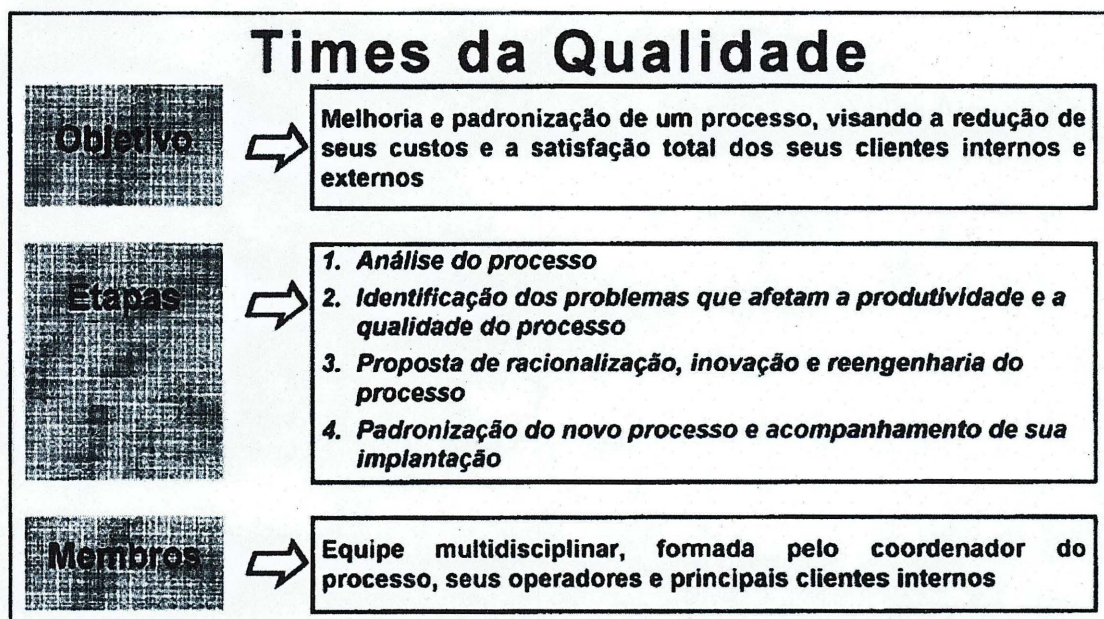 Times da Qualidade
Objetivo
Melhoria e padronização de um processo, visando a redução de
seus custos e a satisfação total dos seus clientes internos e
externos
Etapas
1. Análise do processo
2. Identificação dos problemas que afetam a produtividade e a
qualidade do processo
3. Proposta de racionalização, inovação e reengenharia do
processo
4. Padronização do novo processo e acompanhamento de sua
implantação
Membros
Equipe multidisciplinar, formada pelo coordenador do
processo, seus operadores e principais clientes internos